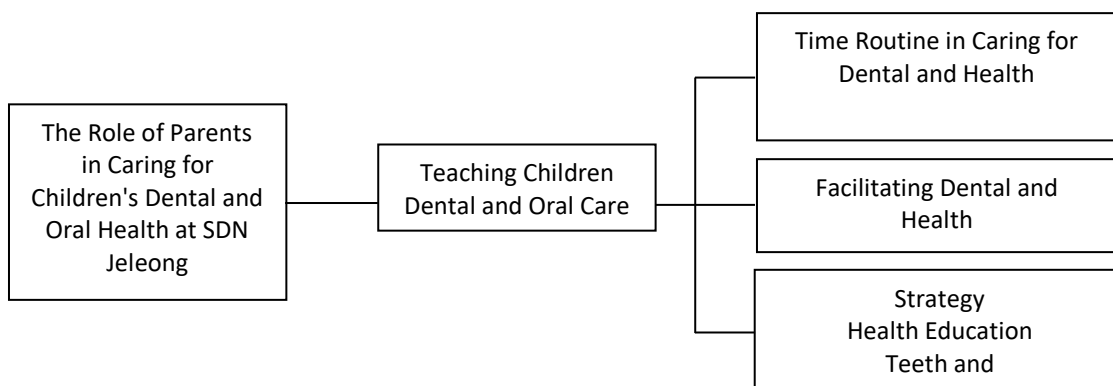 The Role of Parents
in Caring for
Children's Dental and
Oral Health at SDN
Jeleong
Teaching Children
Dental and Oral Care
Time Routine in Caring for
Dental and Health
Facilitating Dental and
Health
Strategy
Health Education
Teeth and